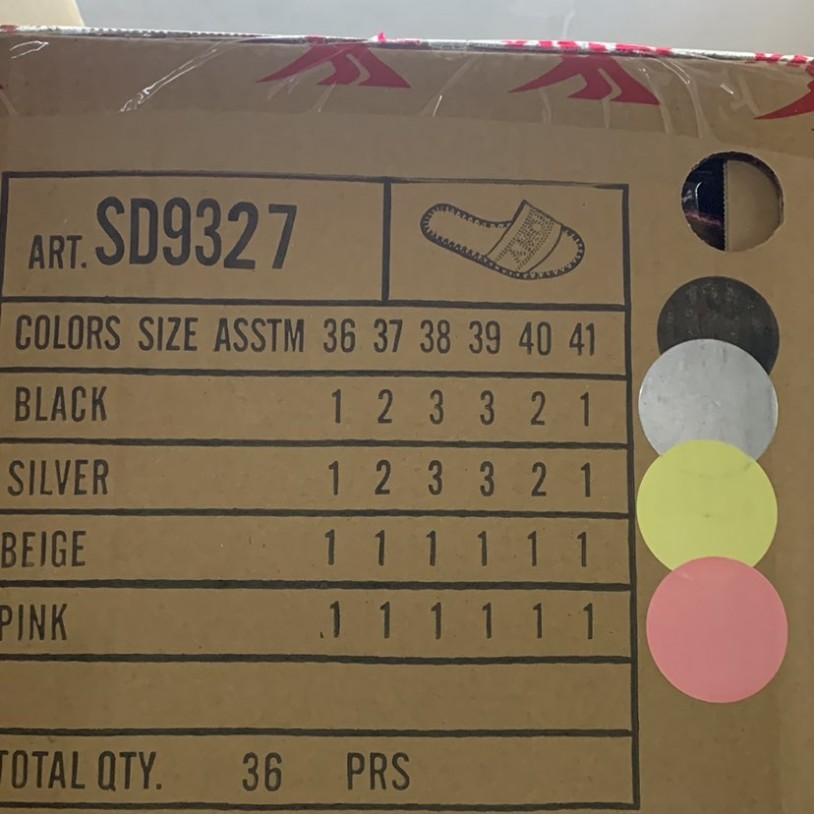 ART. SD9327
COLORS SIZE ASSTM 36 37 38 39 40 41
BLACK 1 2 3 3 2 1
SILVER 1 2 3 3 2 1
BEIGE 1 1 1 1 1 1
PINK 1 1 1 1 1 1
TOTAL QTY. 36 PRS